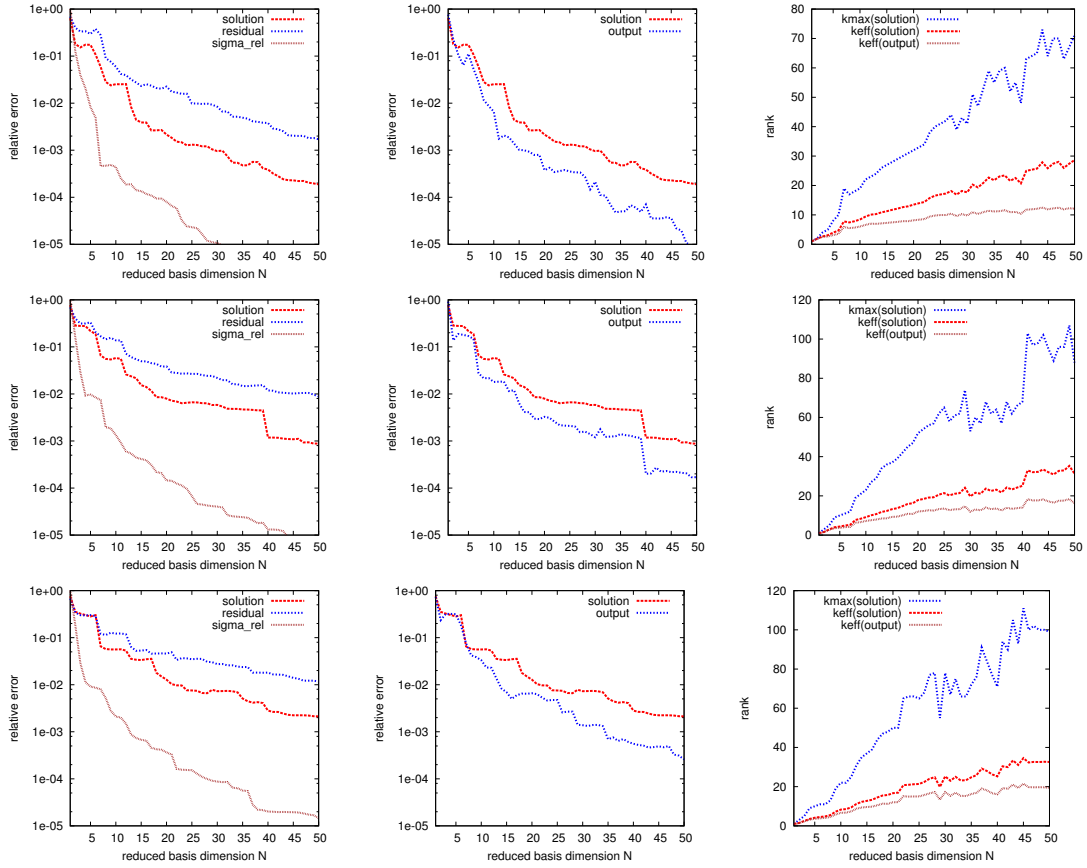 1e+00
1e-01
1e-02
1e-03
1e-04
1e-05
relative error
solution
residual
sigma_rel
5 10 15 20 25 30 35 40 45 50
reduced basis dimension N
1e+00
1e-01
1e-02
1e-03
1e-04
1e-05
relative error
solution
output
5 10 15 20 25 30 35 40 45 50
reduced basis dimension N
80
70
60
50
40
30
20
10
0
rank
kmax(solution)
keff(solution)
keff(output)
5 10 15 20 25 30 35 40 45 50
reduced basis dimension N
1e+00
1e-01
1e-02
1e-03
1e-04
1e-05
relative error
solution
residual
sigma_rel
5 10 15 20 25 30 35 40 45 50
reduced basis dimension N
1e+00
1e-01
1e-02
1e-03
1e-04
1e-05
relative error
solution
output
5 10 15 20 25 30 35 40 45 50
reduced basis dimension N
120
100
80
60
40
20
0
rank
kmax(solution)
keff(solution)
keff(output)
5 10 15 20 25 30 35 40 45 50
reduced basis dimension N
1e+00
1e-01
1e-02
1e-03
1e-04
1e-05
relative error
solution
residual
sigma_rel
5 10 15 20 25 30 35 40 45 50
reduced basis dimension N
1e+00
1e-01
1e-02
1e-03
1e-04
1e-05
relative error
solution
output
5 10 15 20 25 30 35 40 45 50
reduced basis dimension N
120
100
80
60
40
20
0
rank
kmax(solution)
keff(solution)
keff(output)
5 10 15 20 25 30 35 40 45 50
reduced basis dimension N